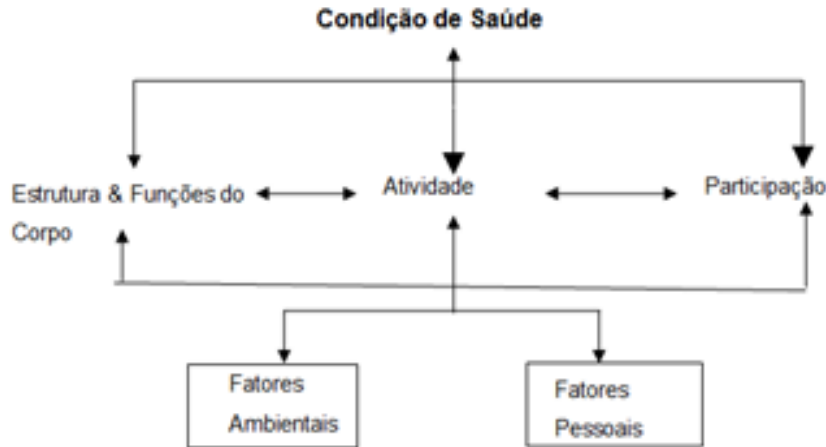 Condição de Saúde
Estrutura & Funções do
Corpo
Atividade
Participação
Fatores
Ambientais
Fatores
Pessoais